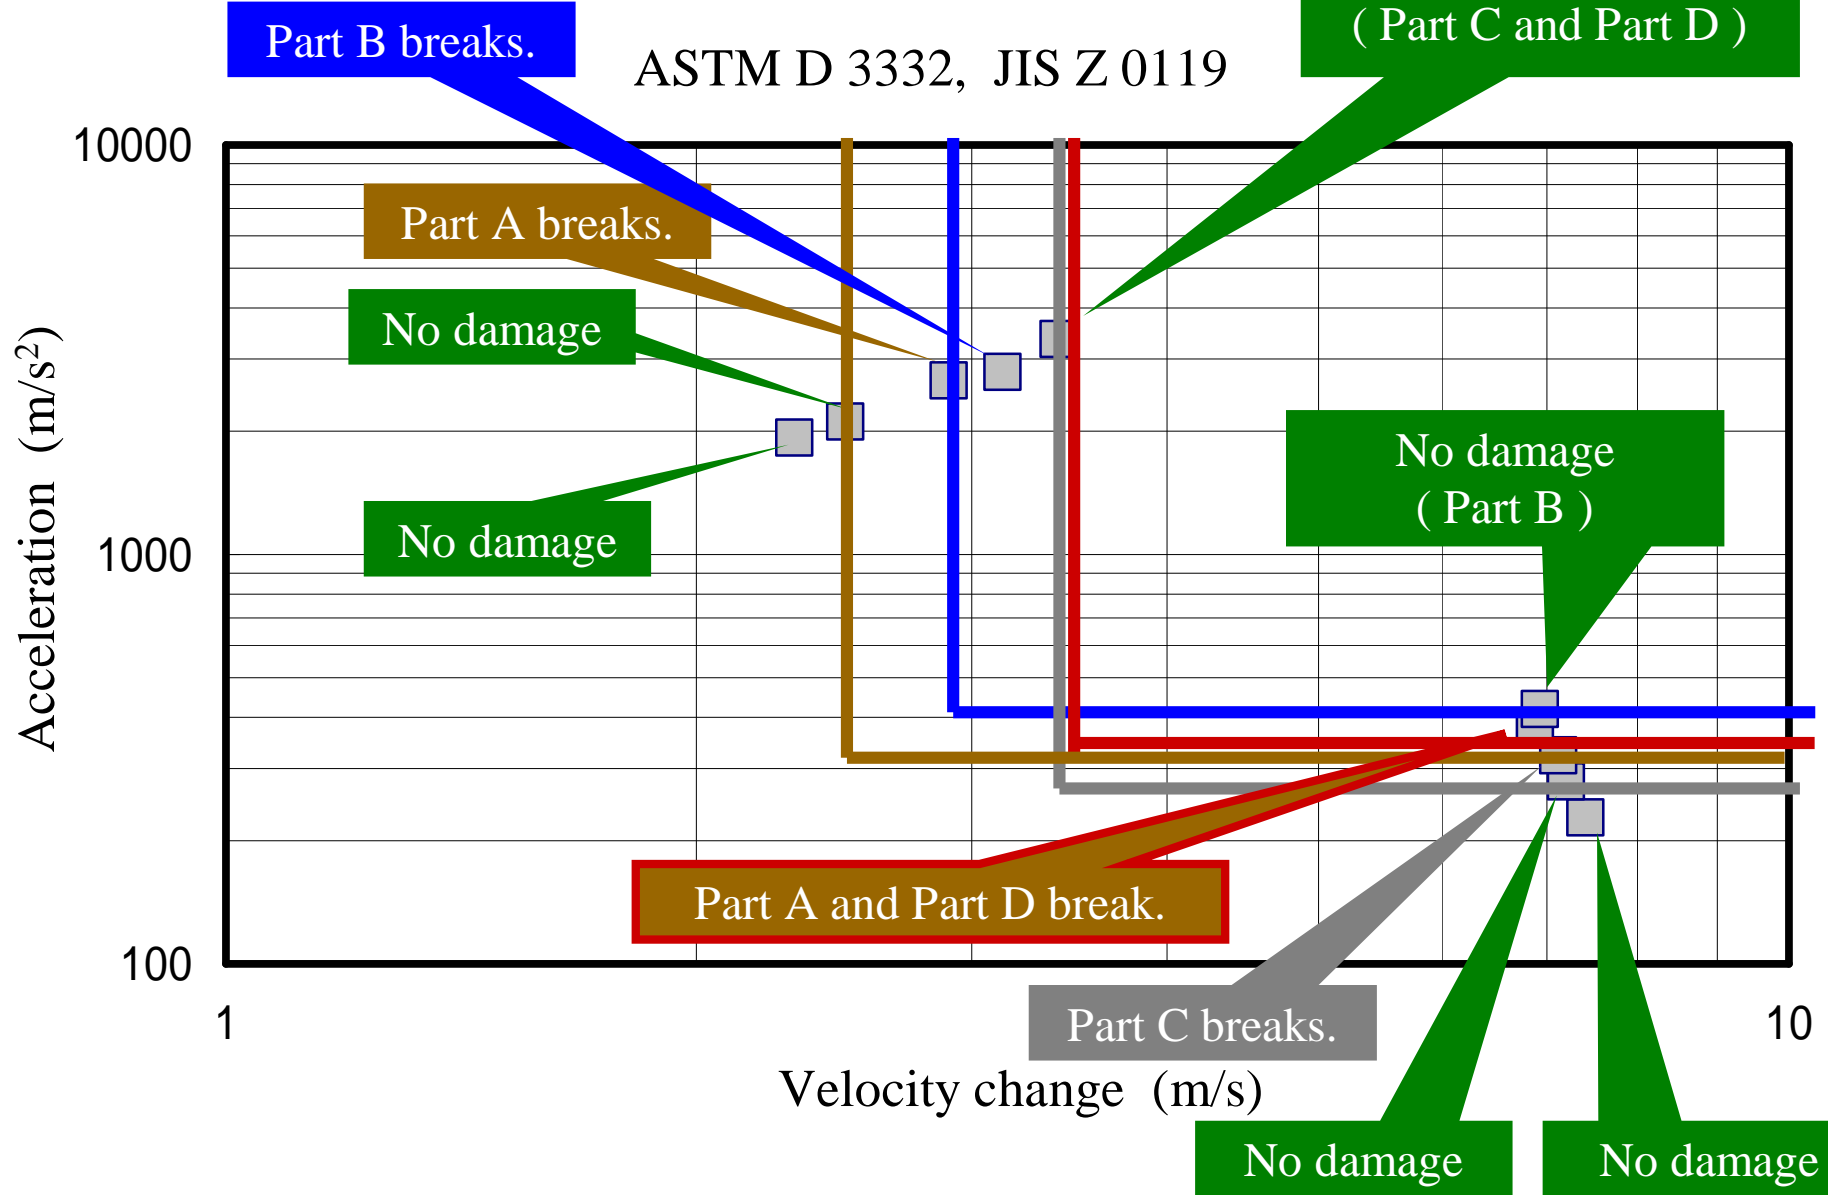 Part B breaks.
( Part C and Part D )
ASTM D 3332, JIS Z 0119
10000
Part A breaks.
No damage
No damage
( Part B )
No damage
1000
Acceleration (m/s²)
Part A and Part D break.
100
1
Part C breaks.
10
Velocity change (m/s)
No damage
No damage